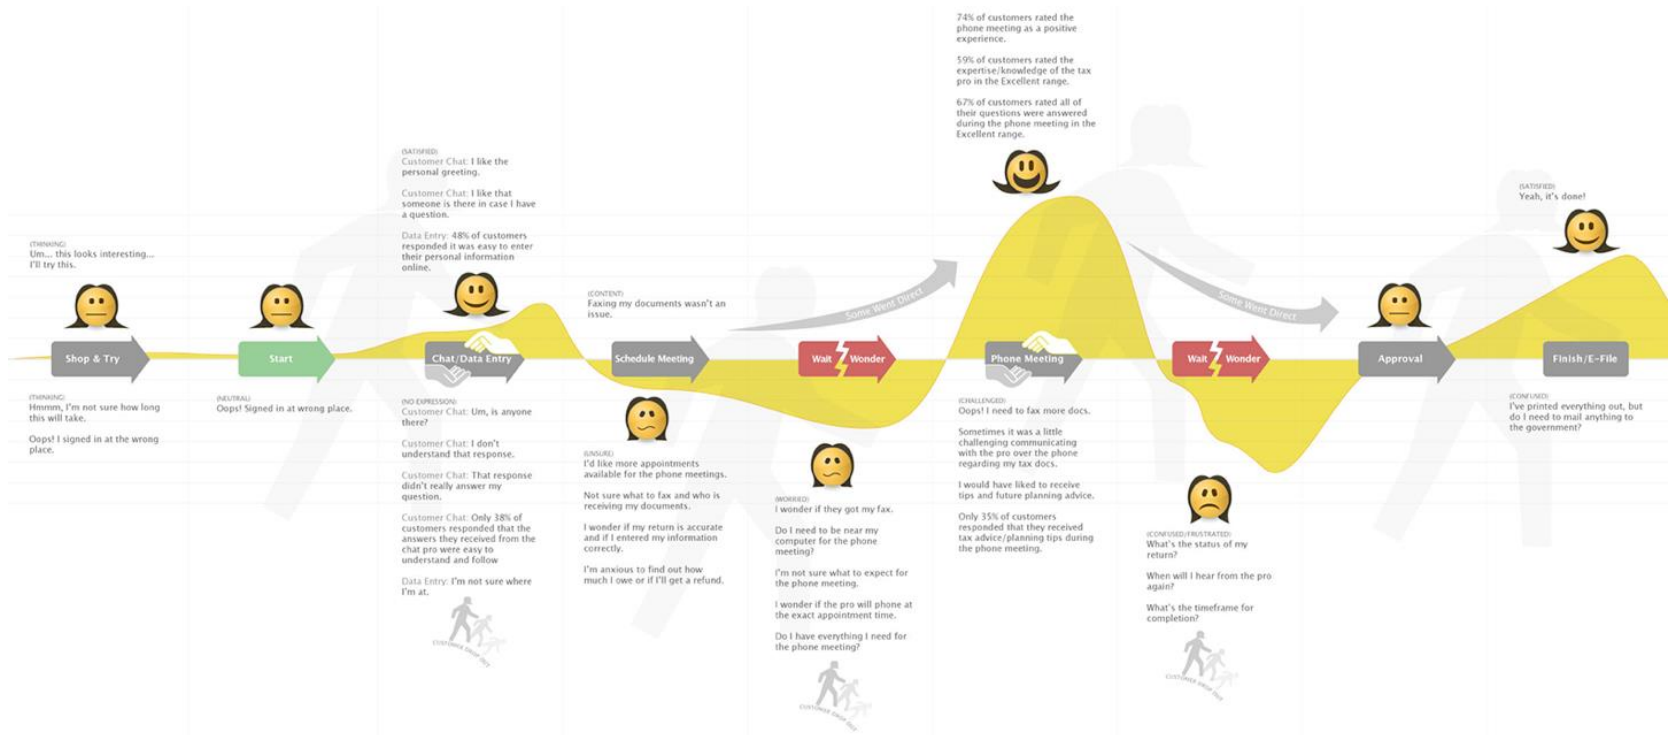 (THINKING)
Um... this looks interesting...
I'll try this.
Shop & Try
(THINKING)
Hmmm, I'm not sure how long
this will take.
Oops! I signed in at the wrong
place.
Start
(NEUTRAL)
Oops! Signed in at wrong place.
(SATISFIED)
Customer Chat: I like the
personal greeting.
Customer Chat: I like that
someone is there in case I have
a question.
Data Entry: 48% of customers
responded it was easy to enter
their personal information
online.
Chat/Data Entry
(NO EXPRESSION)
Customer Chat: Um, is anyone
there?
Customer Chat: I don't
understand that response.
Customer Chat: That response
didn't really answer my
question.
Customer Chat: Only 38% of
customers responded that the
answers they received from the
chat pro were easy to
understand and follow
Data Entry: I'm not sure where
I'm at.
CUSTOMER DROP OUT
(CONTENT)
Faxing my documents wasn't an
issue.
Schedule Meeting
(UNSURE)
I'd like more appointments
available for the phone meetings.
Not sure what to fax and who is
receiving my documents.
I wonder if my return is accurate
and if I entered my information
correctly.
I'm anxious to find out how
much I owe or if I'll get a refund.
Some Went Direct
Wait Wonder
(WORRIED)
I wonder if they got my fax.
Do I need to be near my
computer for the phone
meeting?
I'm not sure what to expect for
the phone meeting.
I wonder if the pro will phone at
the exact appointment time.
Do I have everything I need for
the phone meeting?
CUSTOMER DROP OUT
74% of customers rated the
phone meeting as a positive
experience.
59% of customers rated the
expertise/knowledge of the tax
pro in the Excellent range.
67% of customers rated all of
their questions were answered
during the phone meeting in the
Excellent range.
Phone Meeting
(CHALLENGED)
Oops! I need to fax more docs.
Sometimes it was a little
challenging communicating
with the pro over the phone
regarding my tax docs.
I would have liked to receive
tips and future planning advice.
Only 35% of customers
responded that they received
tax advice/planning tips during
the phone meeting.
Some Went Direct
Wait Wonder
(CONFUSED/FRUSTRATED)
What's the status of my
return?
When will I hear from the pro
again?
What's the timeframe for
completion?
CUSTOMER DROP OUT
Approval
(SATISFIED)
Yeah, it's done!
Finish/E-File
(CONFUSED)
I've printed everything out, but
do I need to mail anything to
the government?